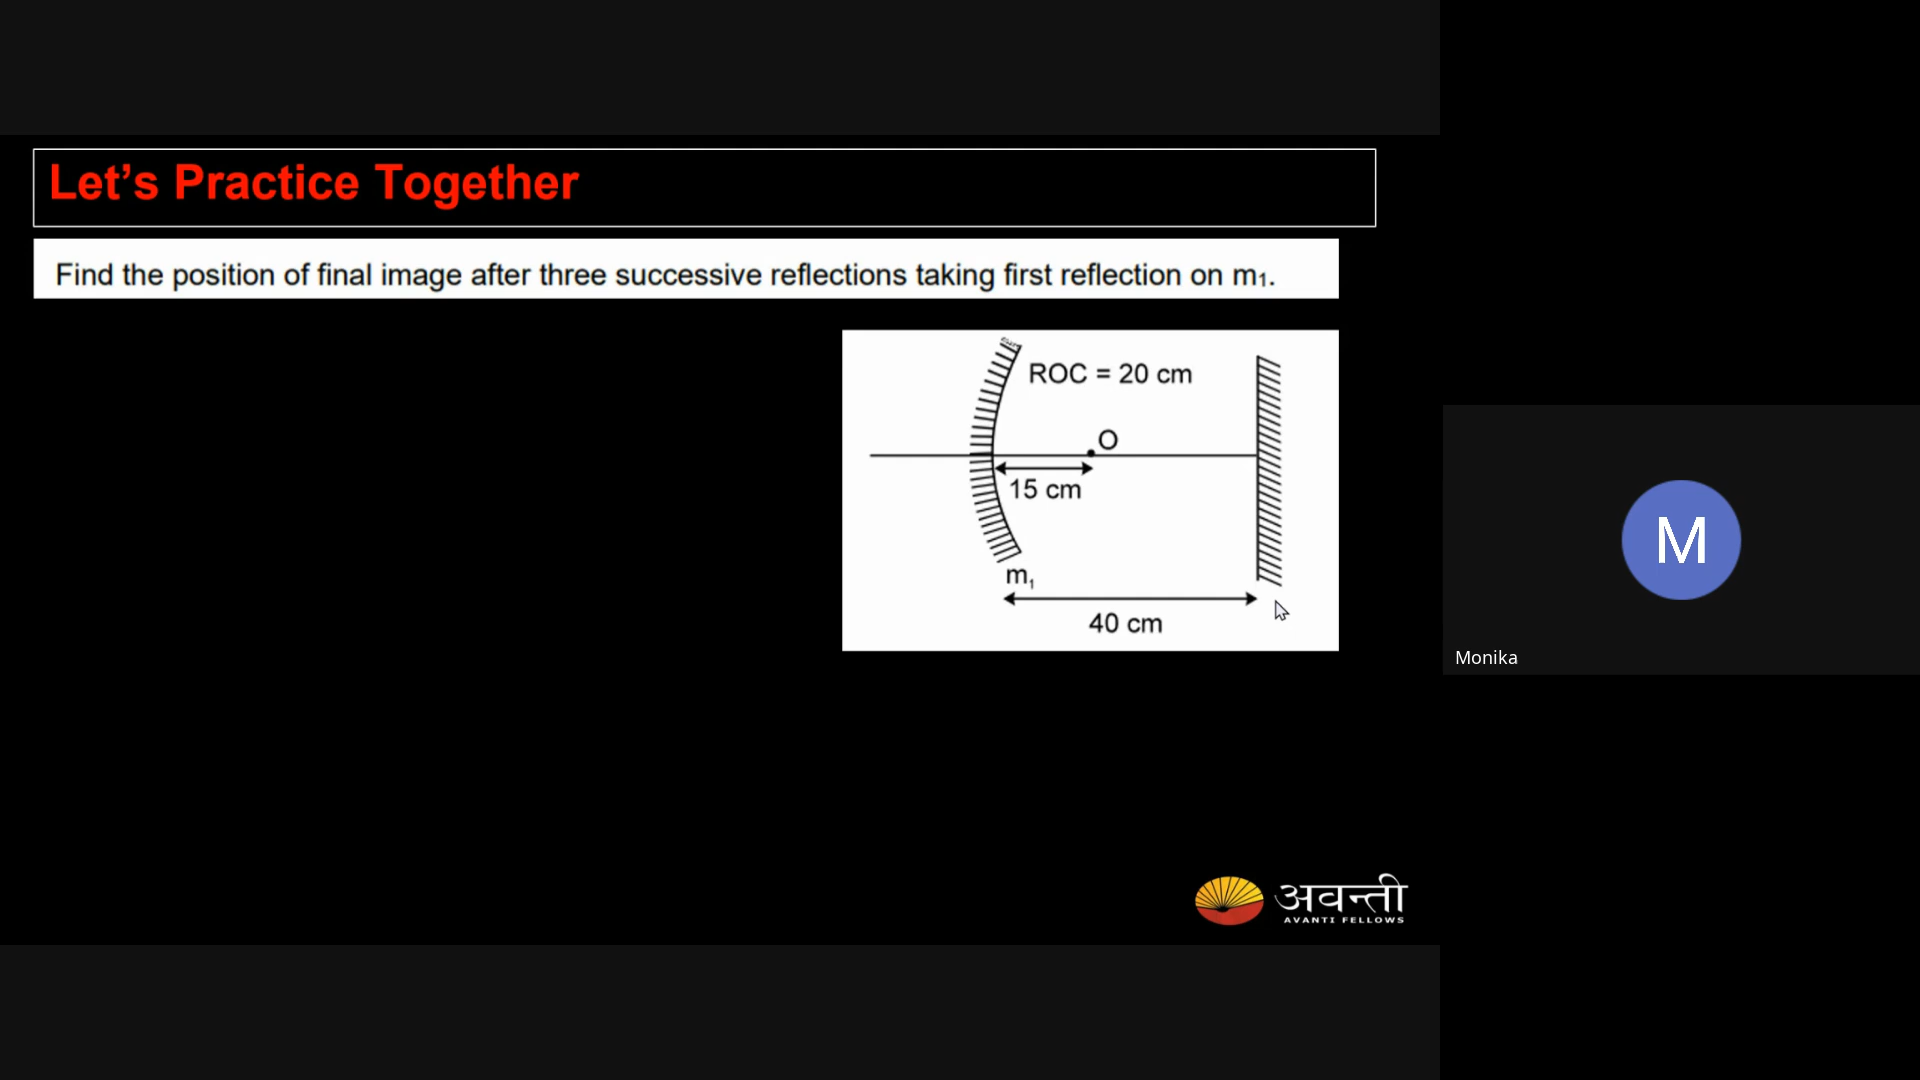 Let’s Practice Together
Find the position of final image after three successive reflections taking first reflection on m₁.
ROC = 20 cm
O
15 cm
m₁
40 cm
M
Monika
अवन्ती
AVANTI FELLOWS